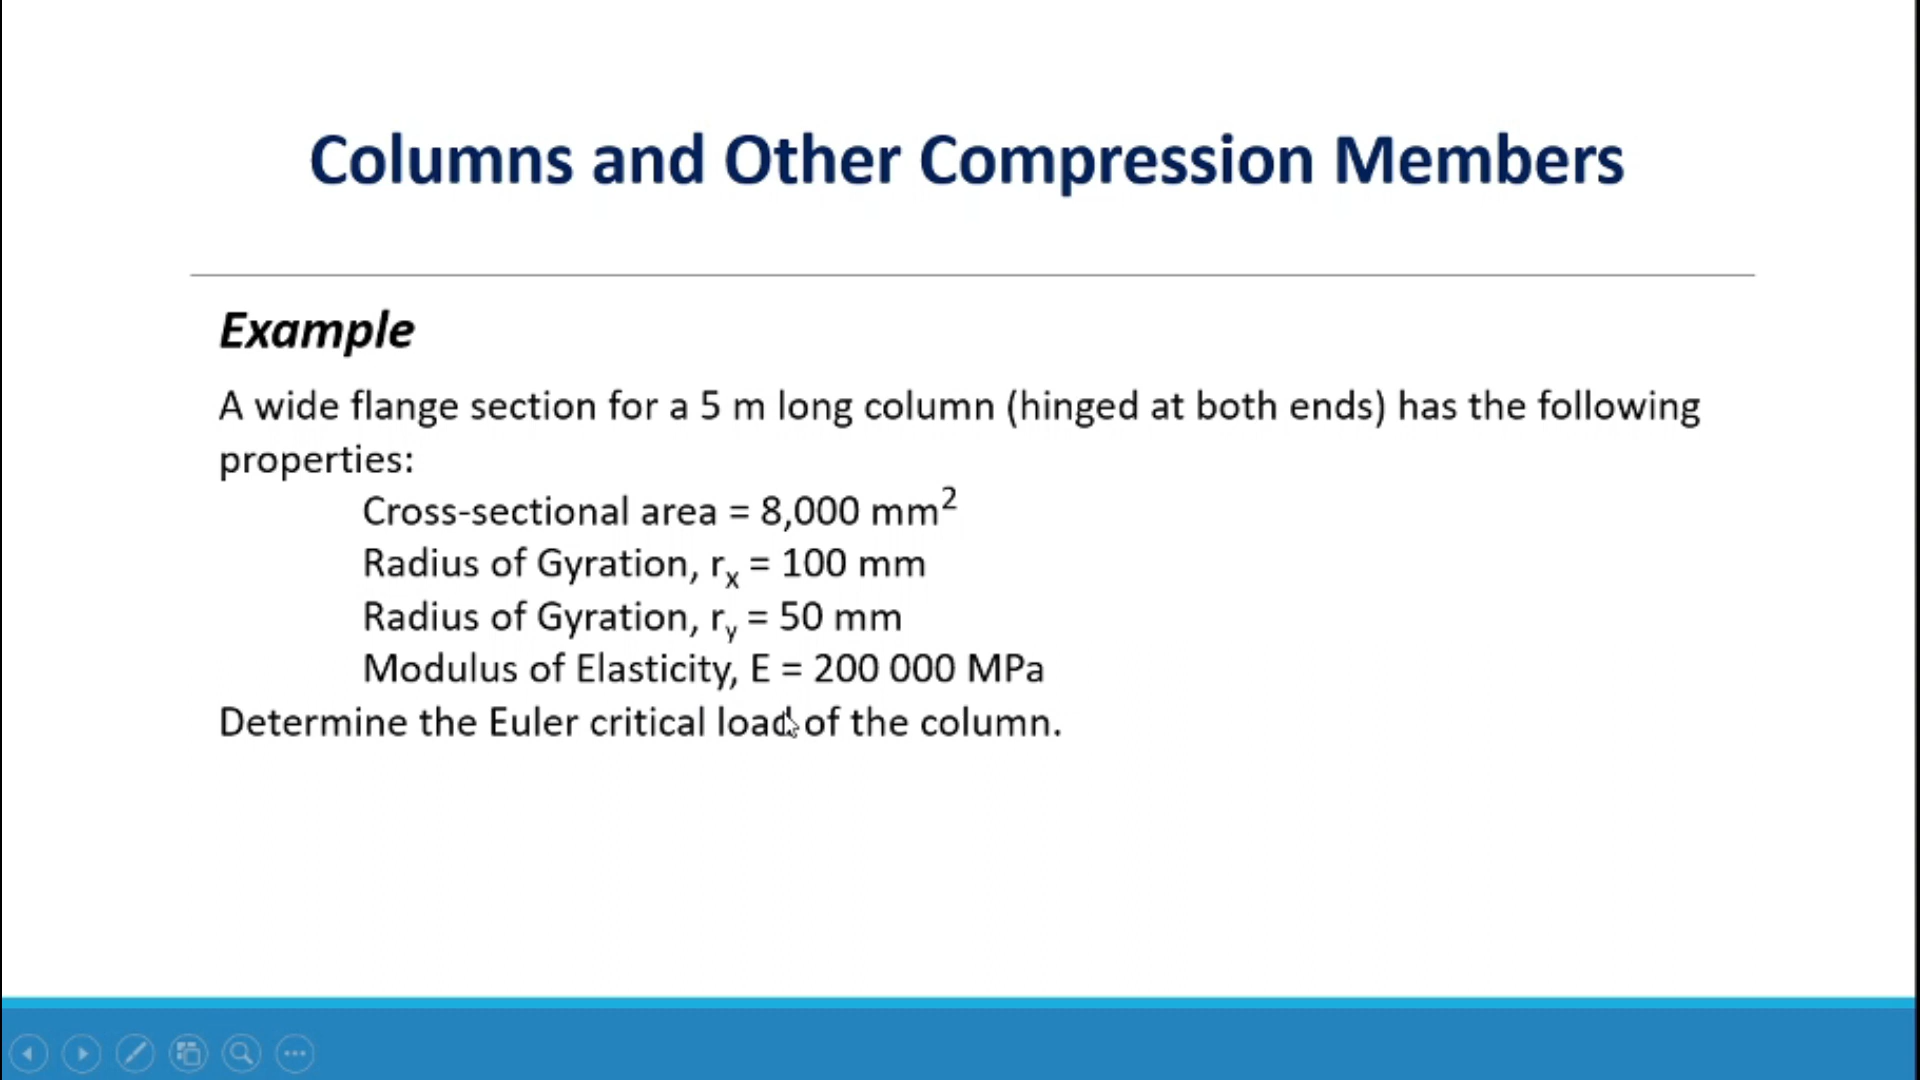 Columns and Other Compression Members
Example
A wide flange section for a 5 m long column (hinged at both ends) has the following
properties:
Cross-sectional area = 8,000 mm²
Radius of Gyration, rₓ = 100 mm
Radius of Gyration, r_y = 50 mm
Modulus of Elasticity, E = 200 000 MPa
Determine the Euler critical load of the column.